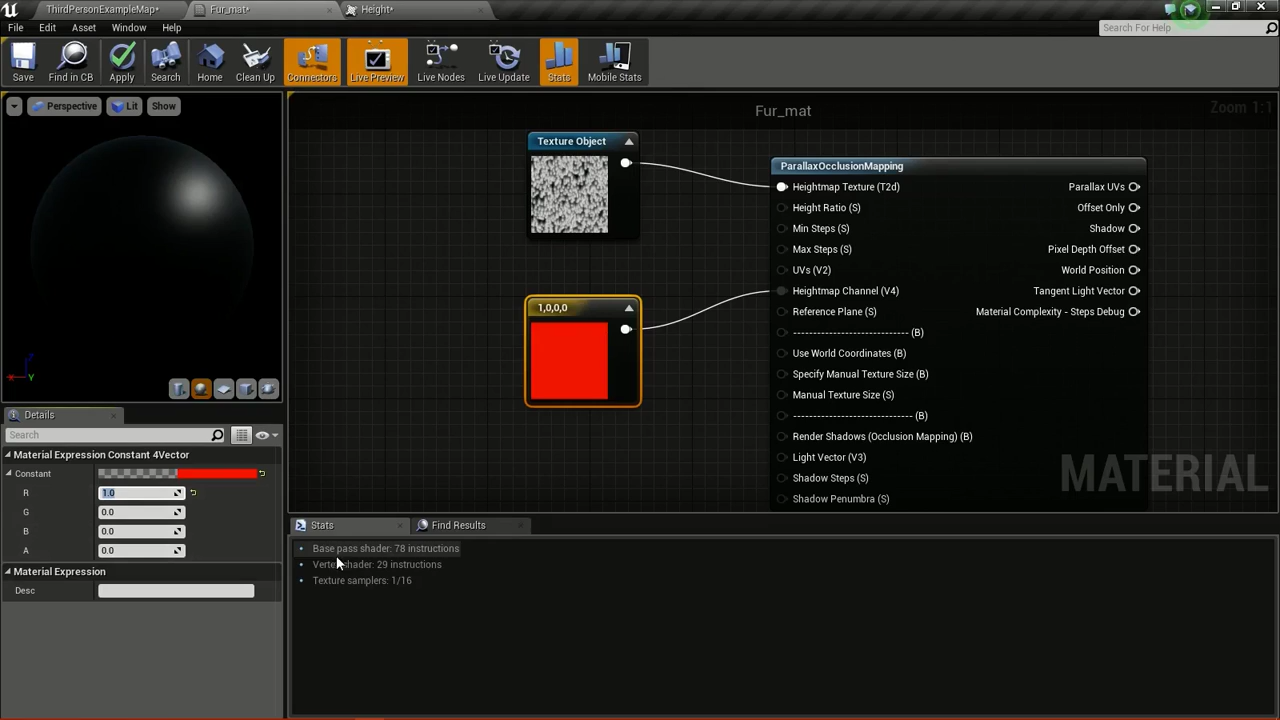 ThirdPersonExampleMap*
Fur_mat*
Height*
File Edit Asset Window Help
Search For Help
Save Find in CB Apply Search Home Clean Up Connectors Live Preview Live Nodes Live Update Stats Mobile Stats
Perspective Lit Show
Fur_mat
Zoom 1:1
Texture Object
ParallaxOcclusionMapping
Heightmap Texture (T2d) Parallax UVs
Height Ratio (S) Offset Only
Min Steps (S) Shadow
Max Steps (S) Pixel Depth Offset
UVs (V2) World Position
Heightmap Channel (V4) Tangent Light Vector
Reference Plane (S) Material Complexity - Steps Debug
---------------------------- (B)
Use World Coordinates (B)
Specify Manual Texture Size (B)
Manual Texture Size (S)
----------------------------- (B)
Render Shadows (Occlusion Mapping) (B)
Light Vector (V3)
Shadow Steps (S)
Shadow Penumbra (S)
1,0,0,0
MATERIAL
Y
Details
Search
Material Expression Constant 4Vector
Constant
R 1.0
G 0.0
B 0.0
A 0.0
Material Expression
Desc
Stats
Find Results
Base pass shader: 78 instructions
Verte shader: 29 instructions
Texture samplers: 1/16